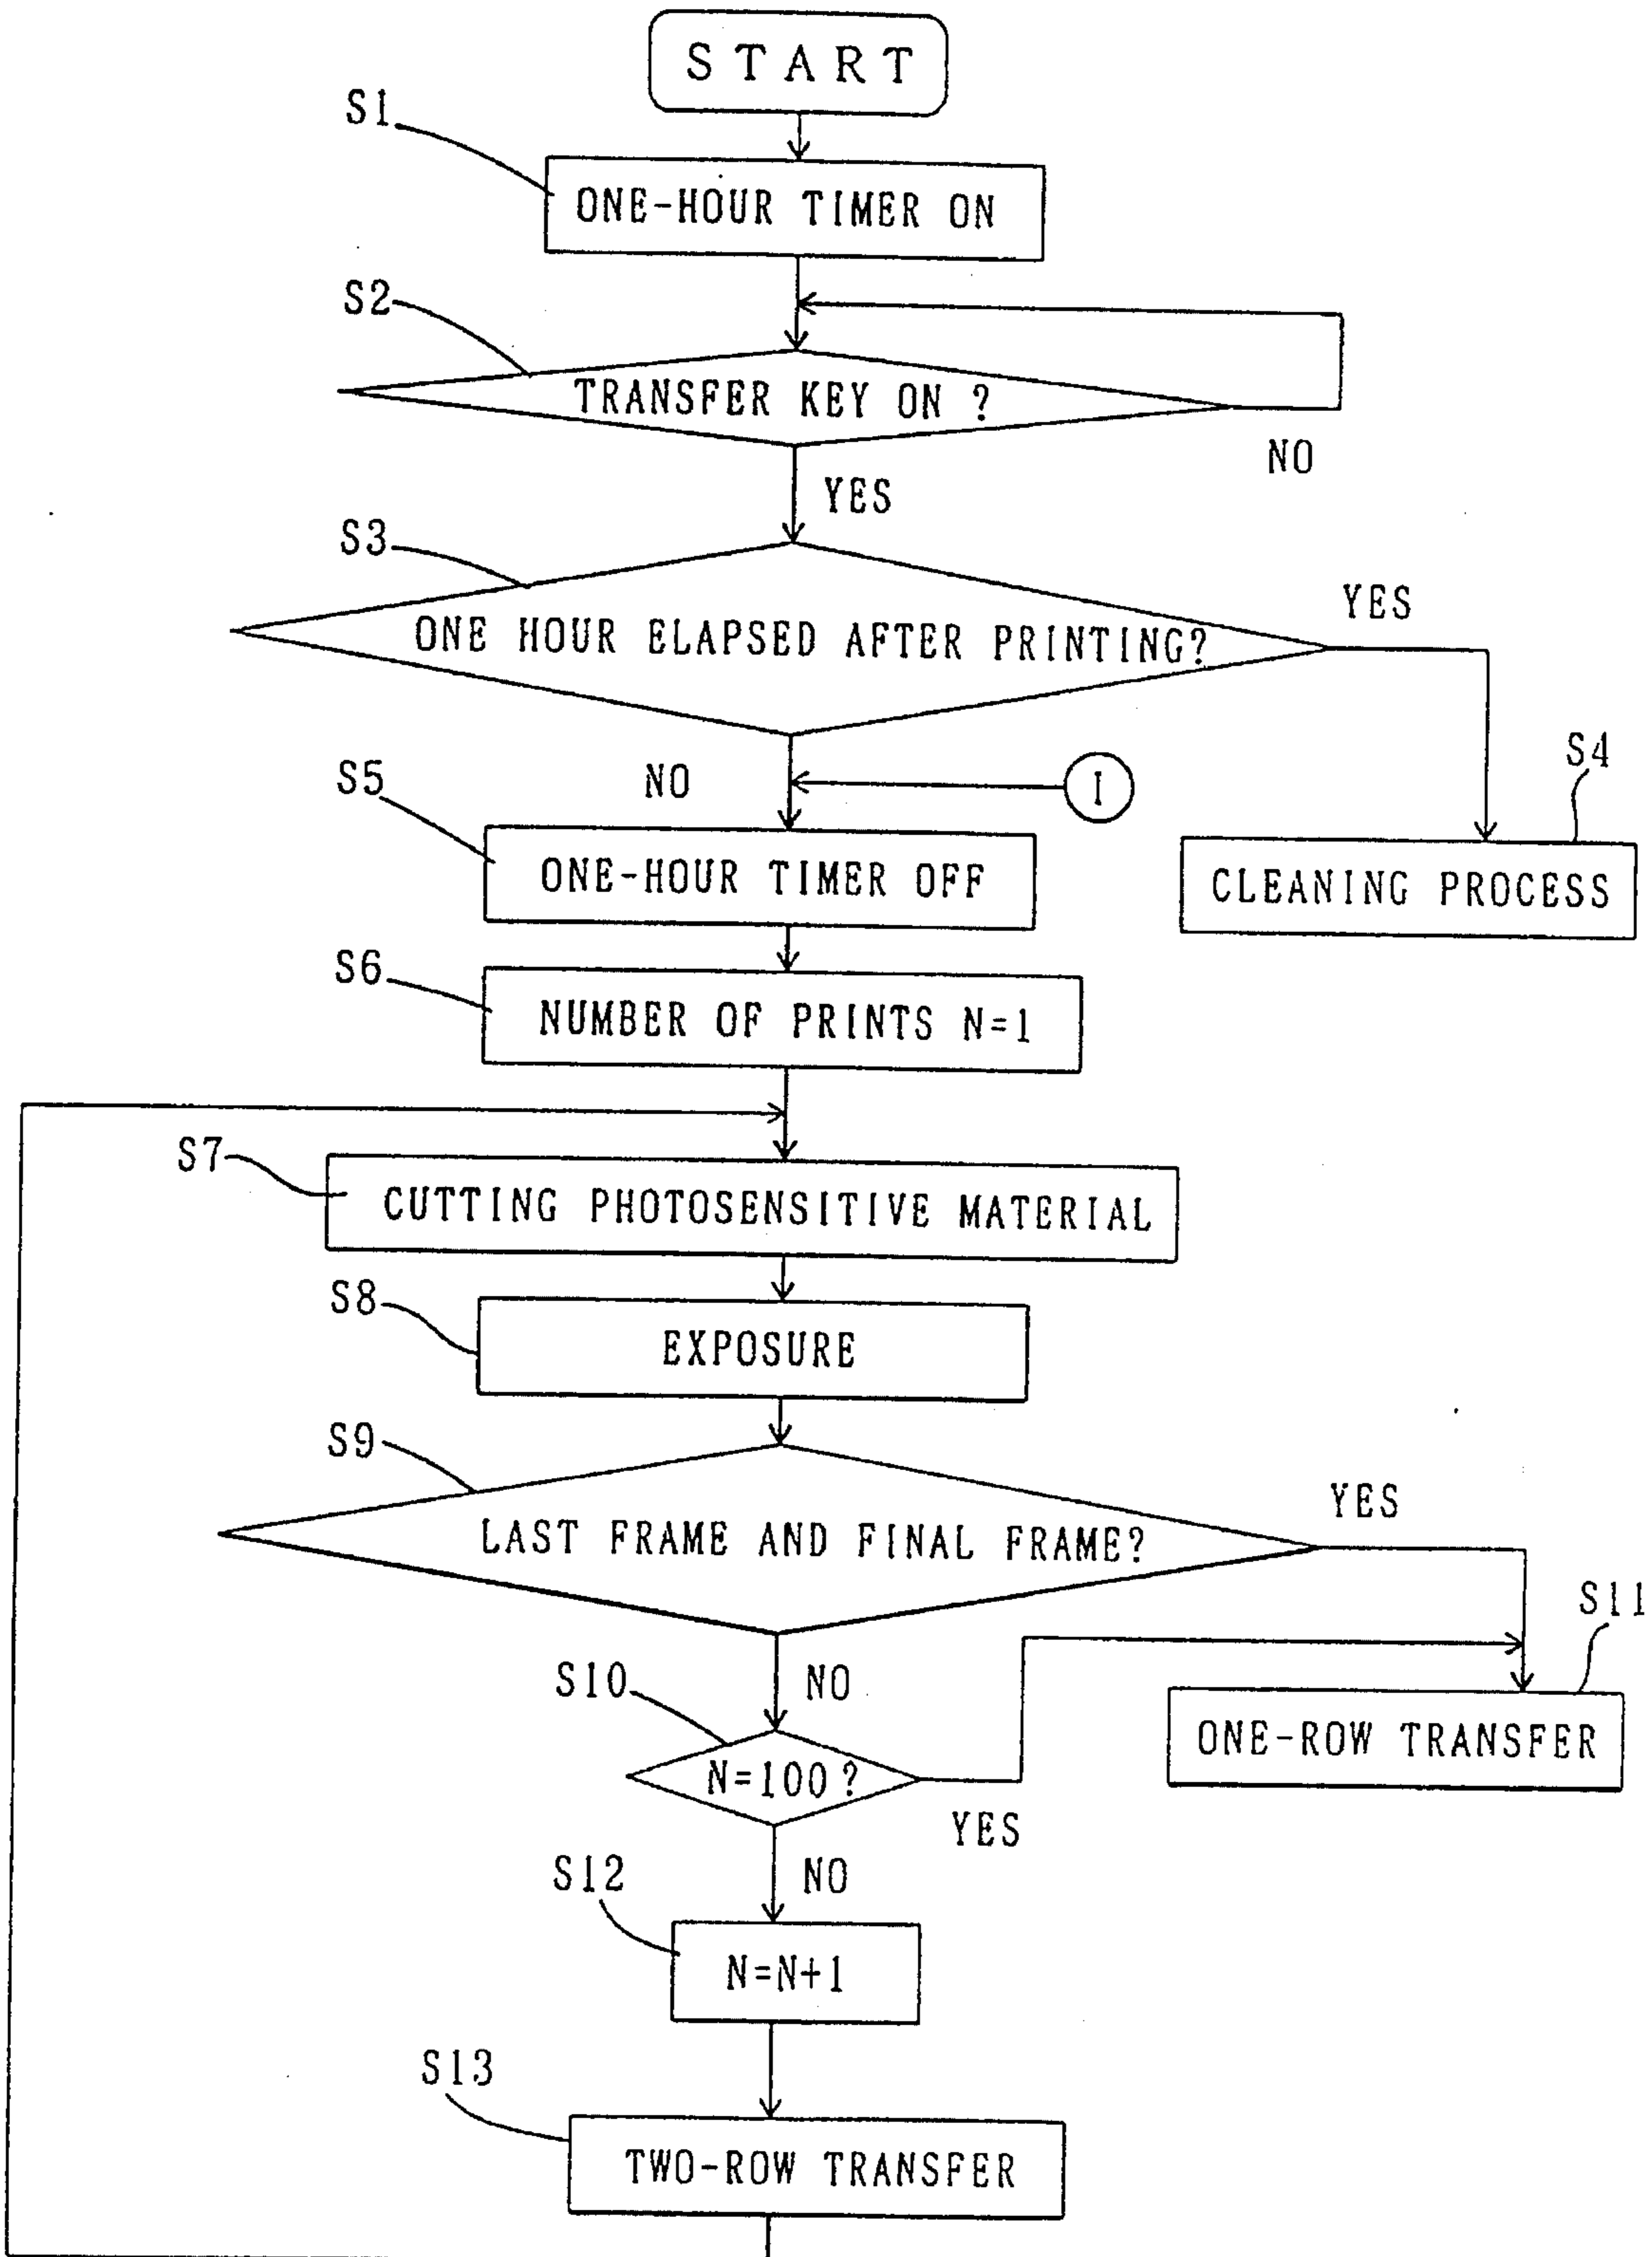 START
S1
ONE-HOUR TIMER ON
S2
TRANSFER KEY ON ?
NO
YES
S3
ONE HOUR ELAPSED AFTER PRINTING?
YES
NO
I
S4
CLEANING PROCESS
S5
ONE-HOUR TIMER OFF
S6
NUMBER OF PRINTS N=1
S7
CUTTING PHOTOSENSITIVE MATERIAL
S8
EXPOSURE
S9
LAST FRAME AND FINAL FRAME?
YES
NO
S10
N=100?
YES
S11
ONE-ROW TRANSFER
NO
S12
N=N+1
S13
TWO-ROW TRANSFER